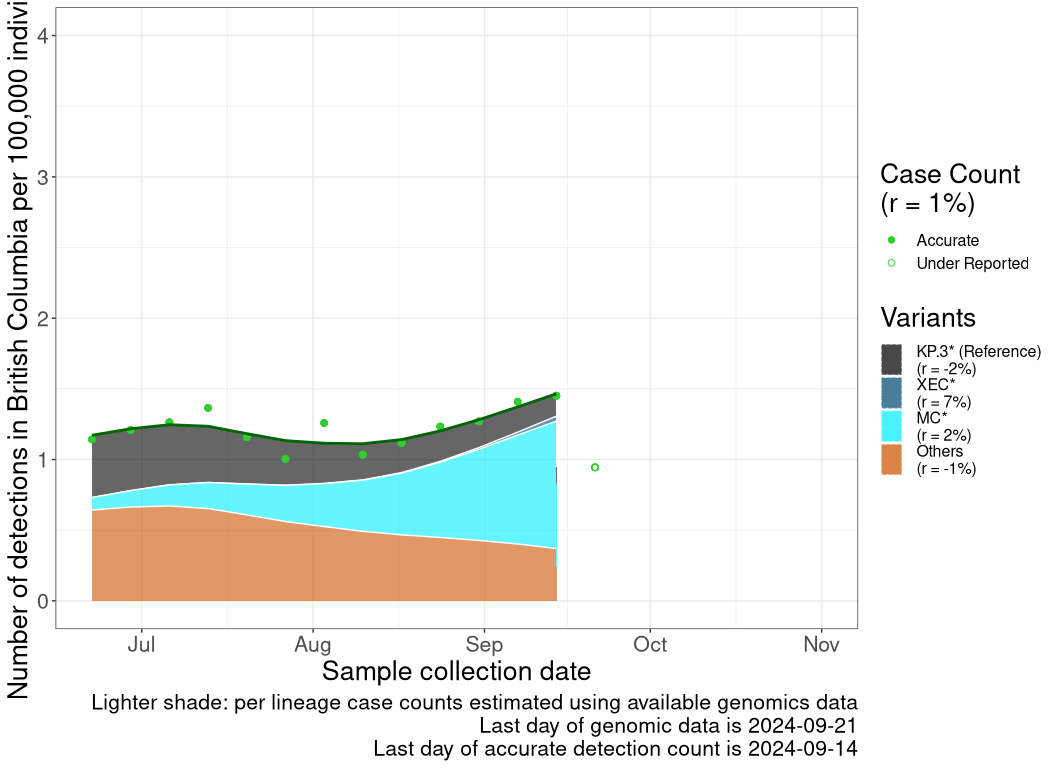 Number of detections in British Columbia per 100,000
4
3
2
1
0
Jul Aug Sep Oct Nov
Sample collection date
Lighter shade: per lineage case counts estimated using available genomics data
Last day of genomic data is 2024-09-21
Last day of accurate detection count is 2024-09-14
Case Count
(r = 1%)
Accurate
Under Reported
Variants
KP.3* (Reference)
(r = -2%)
XEC*
(r = 7%)
MC*
(r = 2%)
Others
(r = -1%)